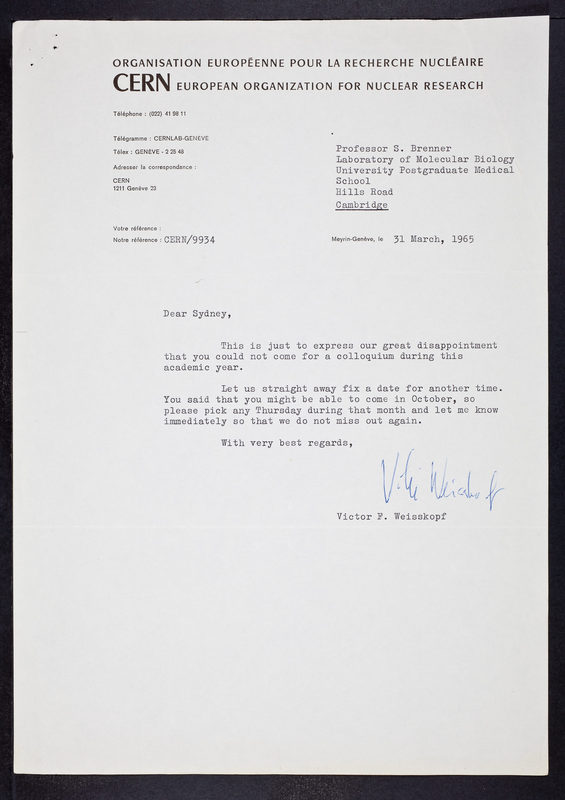 ORGANISATION EUROPÉENNE POUR LA RECHERCHE NUCLÉAIRE
CERN EUROPEAN ORGANIZATION FOR NUCLEAR RESEARCH
Téléphone : (022) 41 98 11
Télégramme : CERNLAB-GENÈVE
Télex : GENÈVE - 2 25 48
Adresser la correspondance :
CERN
1211 Genève 23
Professor S. Brenner
Laboratory of Molecular Biology
University Postgraduate Medical
School
Hills Road
Cambridge
Votre référence :
Notre référence : CERN/9934
Meyrin-Genève, le 31 March, 1965
Dear Sydney,
This is just to express our great disappointment
that you could not come for a colloquium during this
academic year.
Let us straight away fix a date for another time.
You said that you might be able to come in October, so
please pick any Thursday during that month and let me know
immediately so that we do not miss out again.
With very best regards,
Viki Weisskopf
Victor F. Weisskopf